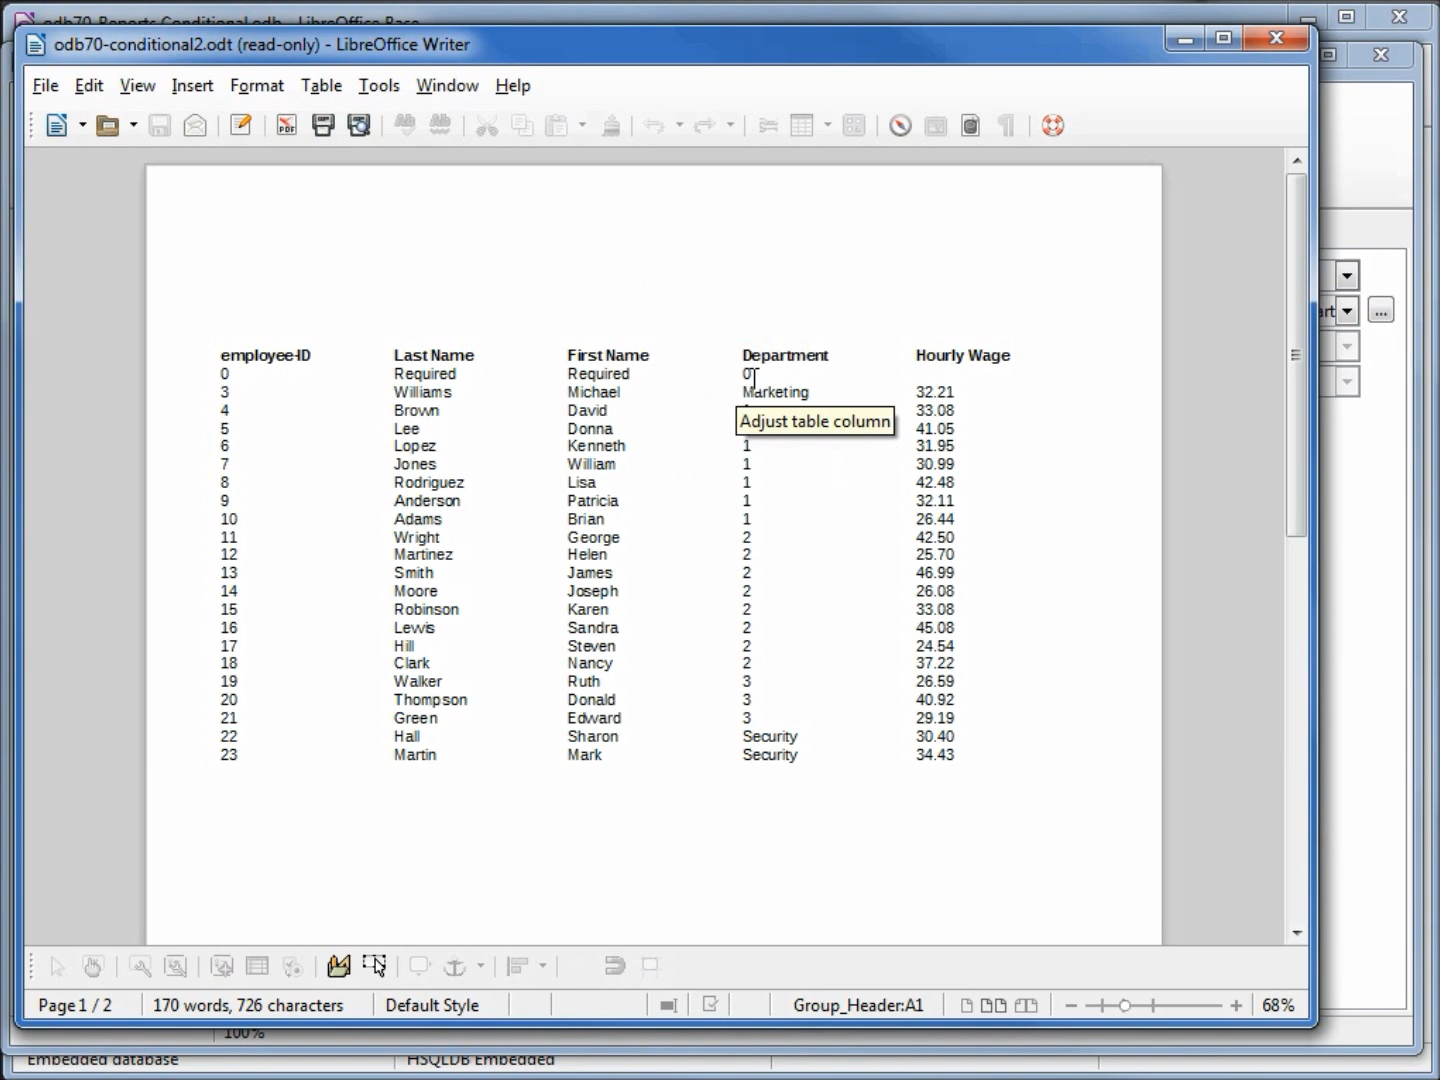 odb70-Reports Conditional.odb - LibreOffice Base
odb70-conditional2.odt (read-only) - LibreOffice Writer
File Edit View Insert Format Table Tools Window Help
employee-ID Last Name First Name Department Hourly Wage
0 Required Required 0
3 Williams Michael Marketing 32.21
4 Brown David 33.08
5 Lee Donna 41.05
Adjust table column
6 Lopez Kenneth 1 31.95
7 Jones William 1 30.99
8 Rodriguez Lisa 1 42.48
9 Anderson Patricia 1 32.11
10 Adams Brian 1 26.44
11 Wright George 2 42.50
12 Martinez Helen 2 25.70
13 Smith James 2 46.99
14 Moore Joseph 2 26.08
15 Robinson Karen 2 33.08
16 Lewis Sandra 2 45.08
17 Hill Steven 2 24.54
18 Clark Nancy 2 37.22
19 Walker Ruth 3 26.59
20 Thompson Donald 3 40.92
21 Green Edward 3 29.19
22 Hall Sharon Security 30.40
23 Martin Mark Security 34.43
Page 1 / 2 170 words, 726 characters Default Style Group_Header:A1 68%
100%
Embedded database HSQLDB Embedded